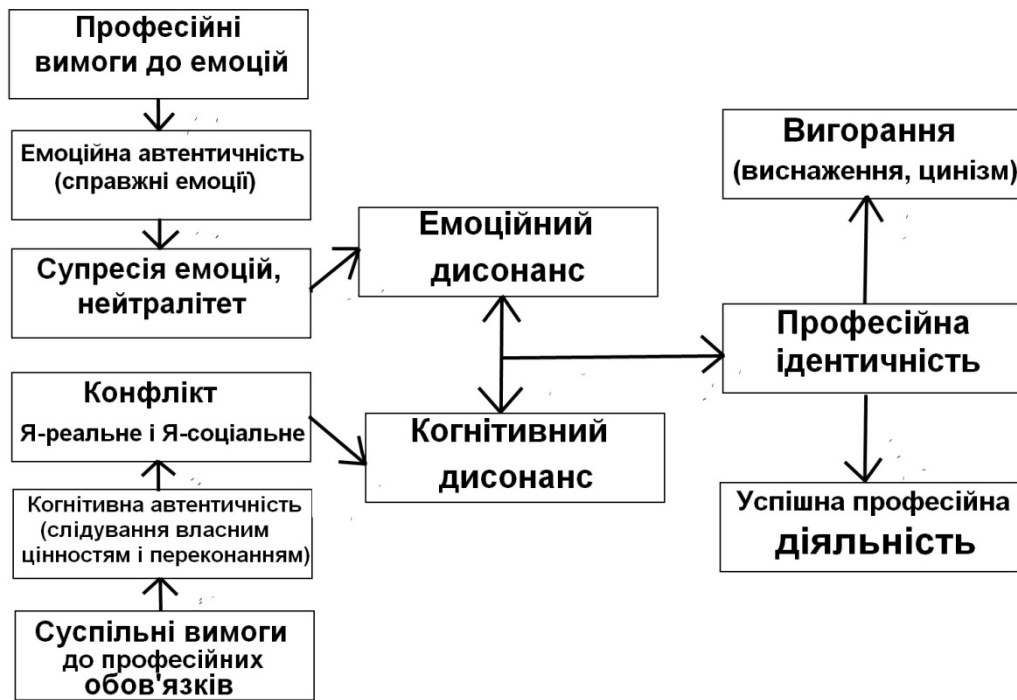 Професійні
вимоги до емоцій
Емоційна автентичність
(справжні емоції)
Супресія емоцій,
нейтралітет
Конфлікт
Я-реальне і Я-соціальне
Когнітивна автентичність
(слідування власним
цінностям і переконанням)
Суспільні вимоги
до професійних
обов'язків
Емоційний
дисонанс
Когнітивний
дисонанс
Вигорання
(виснаження, цинізм)
Професійна
ідентичність
Успішна професійна
діяльність